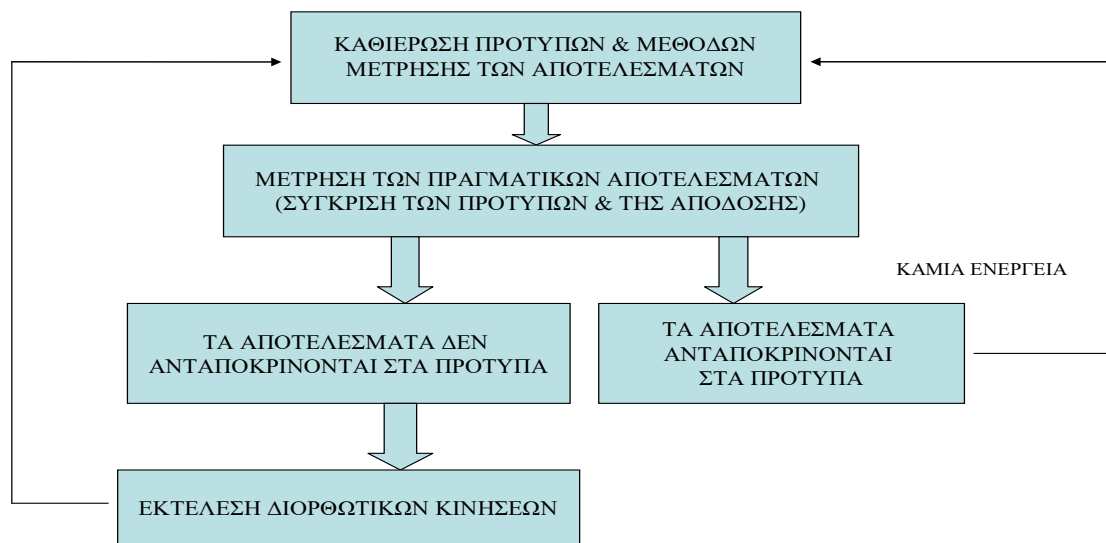 ΚΑΘΙΕΡΩΣΗ ΠΡΟΤΥΠΩΝ & ΜΕΘΟΔΩΝ
ΜΕΤΡΗΣΗΣ ΤΩΝ ΑΠΟΤΕΛΕΣΜΑΤΩΝ
ΜΕΤΡΗΣΗ ΤΩΝ ΠΡΑΓΜΑΤΙΚΩΝ ΑΠΟΤΕΛΕΣΜΑΤΩΝ
(ΣΥΓΚΡΙΣΗ ΤΩΝ ΠΡΟΤΥΠΩΝ & ΤΗΣ ΑΠΟΔΟΣΗΣ)
ΚΑΜΙΑ ΕΝΕΡΓΕΙΑ
ΤΑ ΑΠΟΤΕΛΕΣΜΑΤΑ ΔΕΝ
ΑΝΤΑΠΟΚΡΙΝΟΝΤΑΙ ΣΤΑ ΠΡΟΤΥΠΑ
ΤΑ ΑΠΟΤΕΛΕΣΜΑΤΑ
ΑΝΤΑΠΟΚΡΙΝΟΝΤΑΙ
ΣΤΑ ΠΡΟΤΥΠΑ
ΕΚΤΕΛΕΣΗ ΔΙΟΡΘΩΤΙΚΩΝ ΚΙΝΗΣΕΩΝ